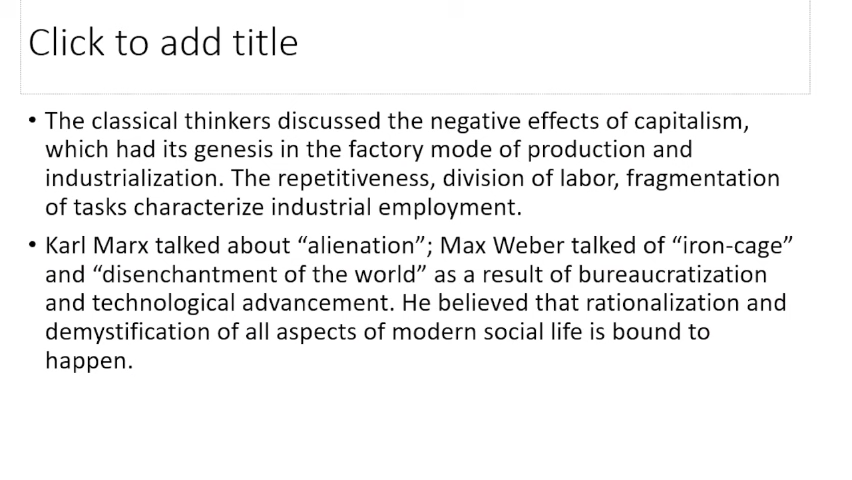 Click to add title
• The classical thinkers discussed the negative effects of capitalism,
which had its genesis in the factory mode of production and
industrialization. The repetitiveness, division of labor, fragmentation
of tasks characterize industrial employment.
• Karl Marx talked about “alienation”; Max Weber talked of “iron-cage”
and “disenchantment of the world” as a result of bureaucratization
and technological advancement. He believed that rationalization and
demystification of all aspects of modern social life is bound to
happen.